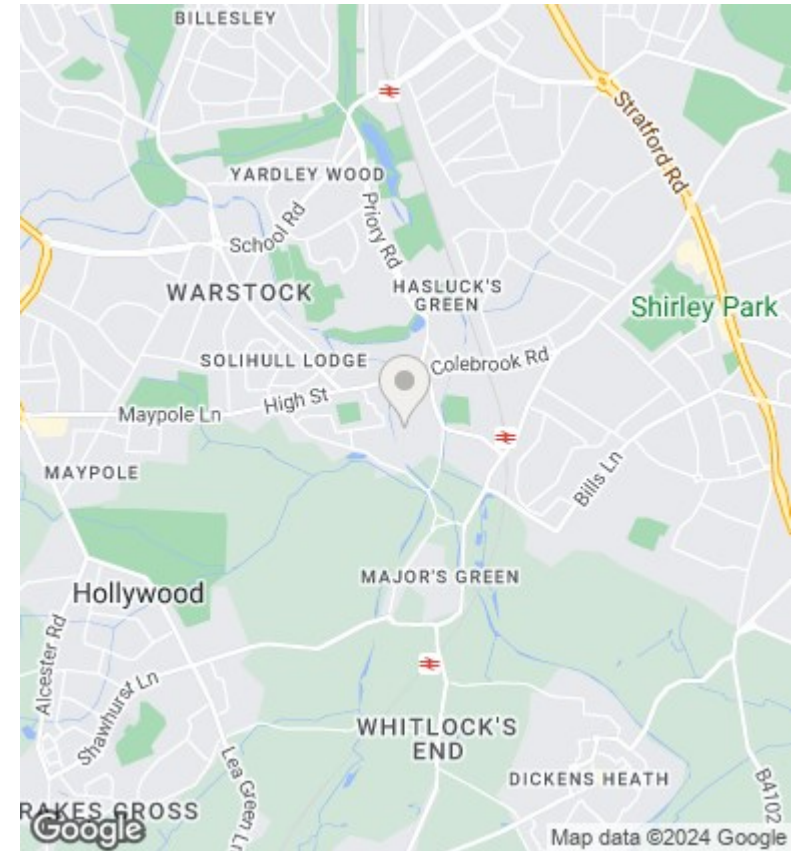 BILLESLEY
Stratford Rd
YARDLEY WOOD
Priory Rd
School Rd
HASLUCK'S
GREEN
WARSTOCK
Shirley Park
SOLIHULL LODGE
Colebrook Rd
High St
Maypole Ln
MAYPOLE
Bills Ln
MAJOR'S GREEN
Hollywood
Alcester Rd
Shawhurst Ln
WHITLOCK'S
END
Lea Green Ln
DICKENS HEATH
B4102
RAKES CROSS
Google
Map data ©2024 Google